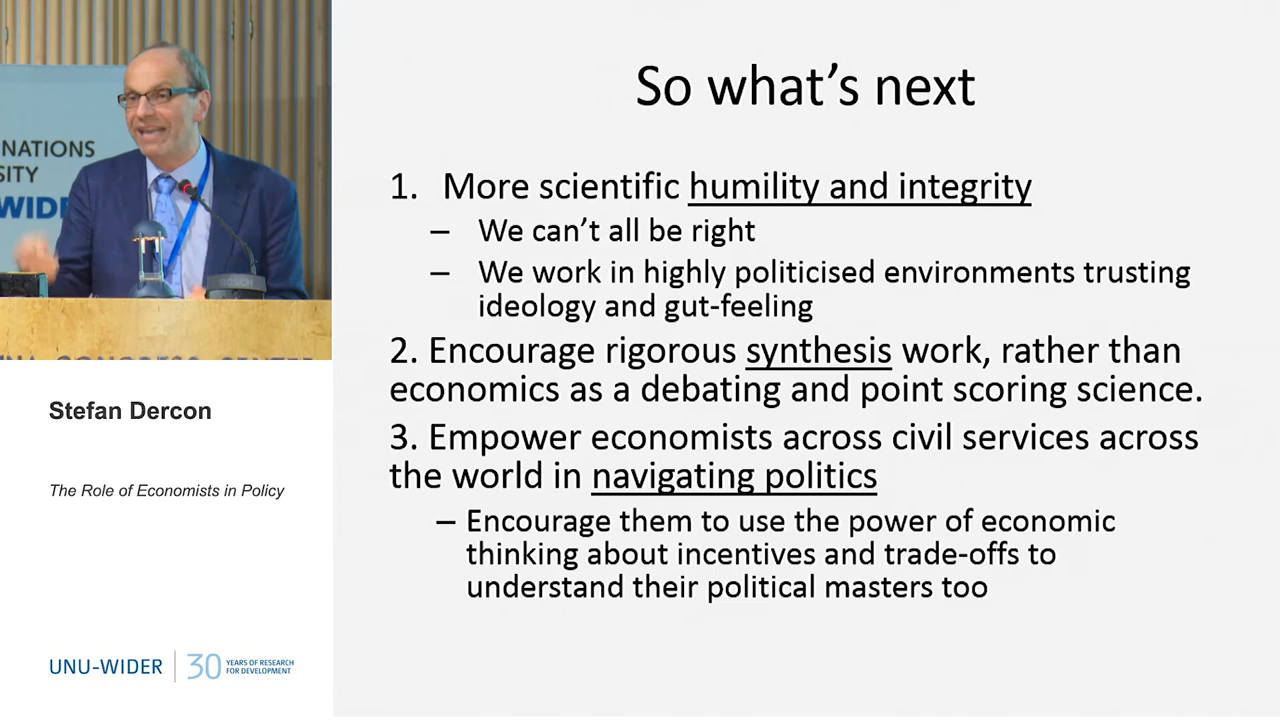 NATIONS
SITY
WIDER
Stefan Dercon
The Role of Economists in Policy
UNU-WIDER
30
YEARS OF RESEARCH
FOR DEVELOPMENT
So what's next
1. More scientific humility and integrity
– We can't all be right
– We work in highly politicised environments trusting
ideology and gut-feeling
2. Encourage rigorous synthesis work, rather than
economics as a debating and point scoring science.
3. Empower economists across civil services across
the world in navigating politics
– Encourage them to use the power of economic
thinking about incentives and trade-offs to
understand their political masters too